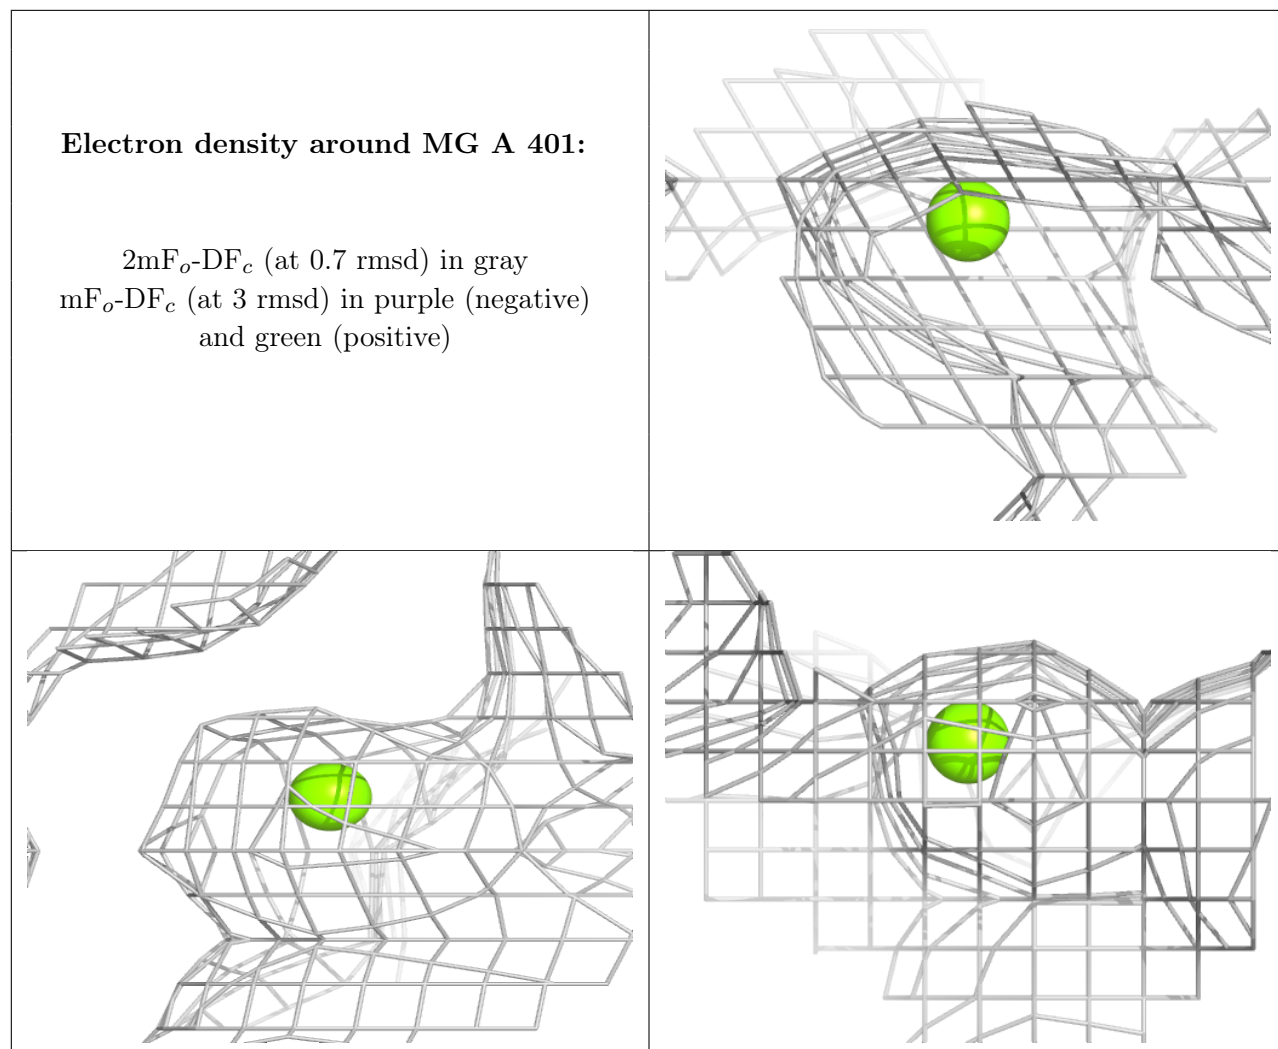 Electron density around MG A 401:
2mFo-DFc (at 0.7 rmsd) in gray
mFo-DFc (at 3 rmsd) in purple (negative)
and green (positive)